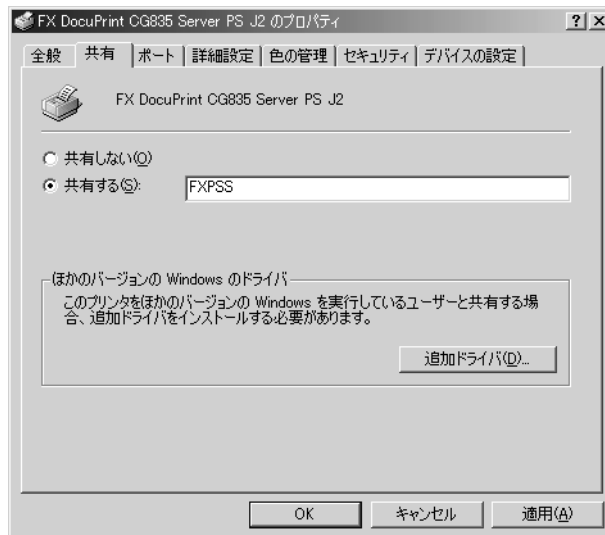 FX DocuPrint CG835 Server PS J2 のプロパティ
全般 共有 ポート 詳細設定 色の管理 セキュリティ デバイスの設定
FX DocuPrint CG835 Server PS J2
共有しない(O)
共有する(S): FXPSS
ほかのバージョンの Windows のドライバ
このプリンタをほかのバージョンの Windows を実行しているユーザーと共有する場
合、追加ドライバをインストールする必要があります。
追加ドライバ(D)...
OK キャンセル 適用(A)